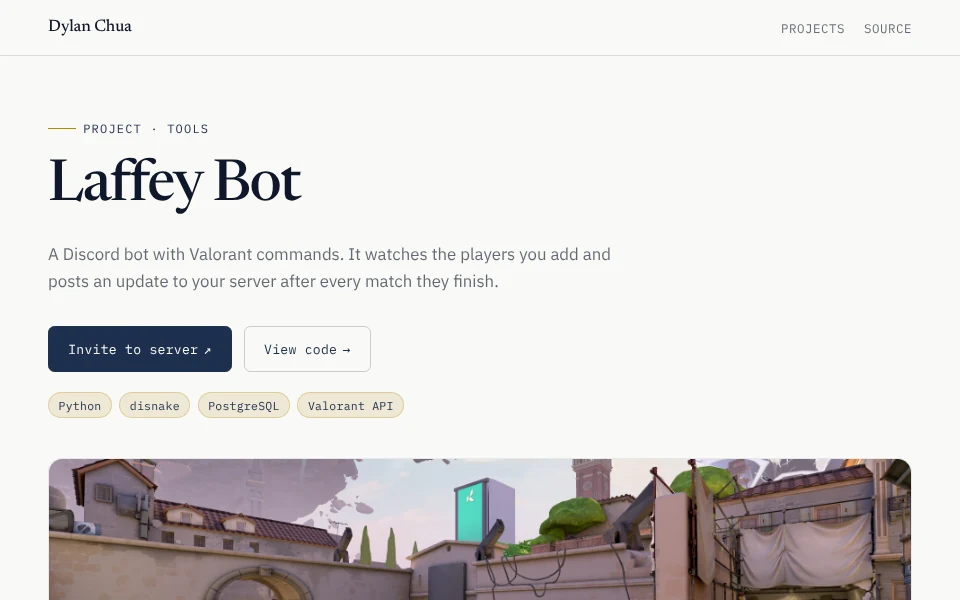 Dylan Chua
PROJECTS SOURCE
PROJECT · TOOLS
Laffey Bot
A Discord bot with Valorant commands. It watches the players you add and
posts an update to your server after every match they finish.
Invite to server ↗ View code →
Python disnake PostgreSQL Valorant API